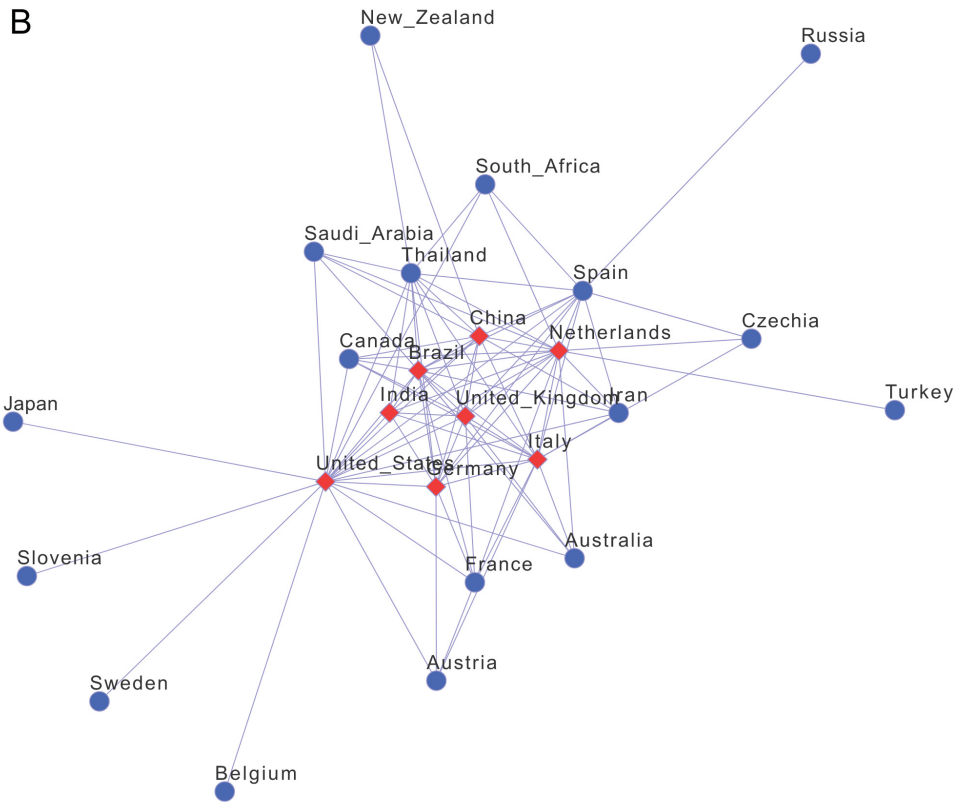 B
New_Zealand
Russia
South_Africa
Saudi_Arabia
Thailand
Spain
China
Czechia
Netherlands
Canada
Brazil
India
United_Kingdom
Iran
Turkey
Japan
Italy
United_States
Germany
Australia
Slovenia
France
Austria
Sweden
Belgium